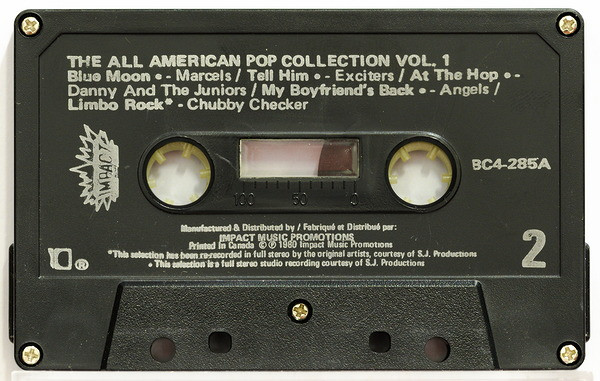 THE ALL AMERICAN POP COLLECTION VOL. 1
Blue Moon • - Marcels / Tell Him • - Exciters / At The Hop • -
Danny And The Juniors / My Boyfriend's Back • - Angels /
Limbo Rock* - Chubby Checker
IMPACT
BC4-285A
100 50 0
Manufactured & Distributed by / Fabriqué et Distribué par:
IMPACT MUSIC PROMOTIONS
Printed in Canada © ℗ 1980 Impact Music Promotions
*This selection has been re-recorded in full stereo by the original artists, courtesy of S.J. Productions
• This selection is a full stereo studio recording courtesy of S.J. Productions
®
2